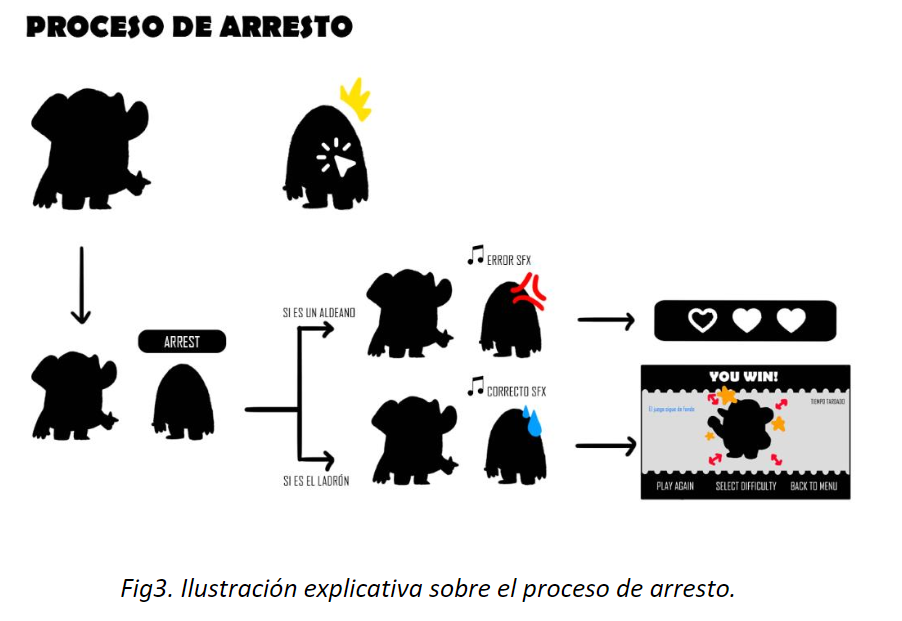 PROCESO DE ARRESTO
ERROR SFX
SI ES UN ALDEANO
ARREST
YOU WIN!
CORRECTO SFX
TIEMPO TARDADO
El juego sigue de fondo
SI ES EL LADRÓN
PLAY AGAIN SELECT DIFFICULTY BACK TO MENU
Fig3. Ilustración explicativa sobre el proceso de arresto.